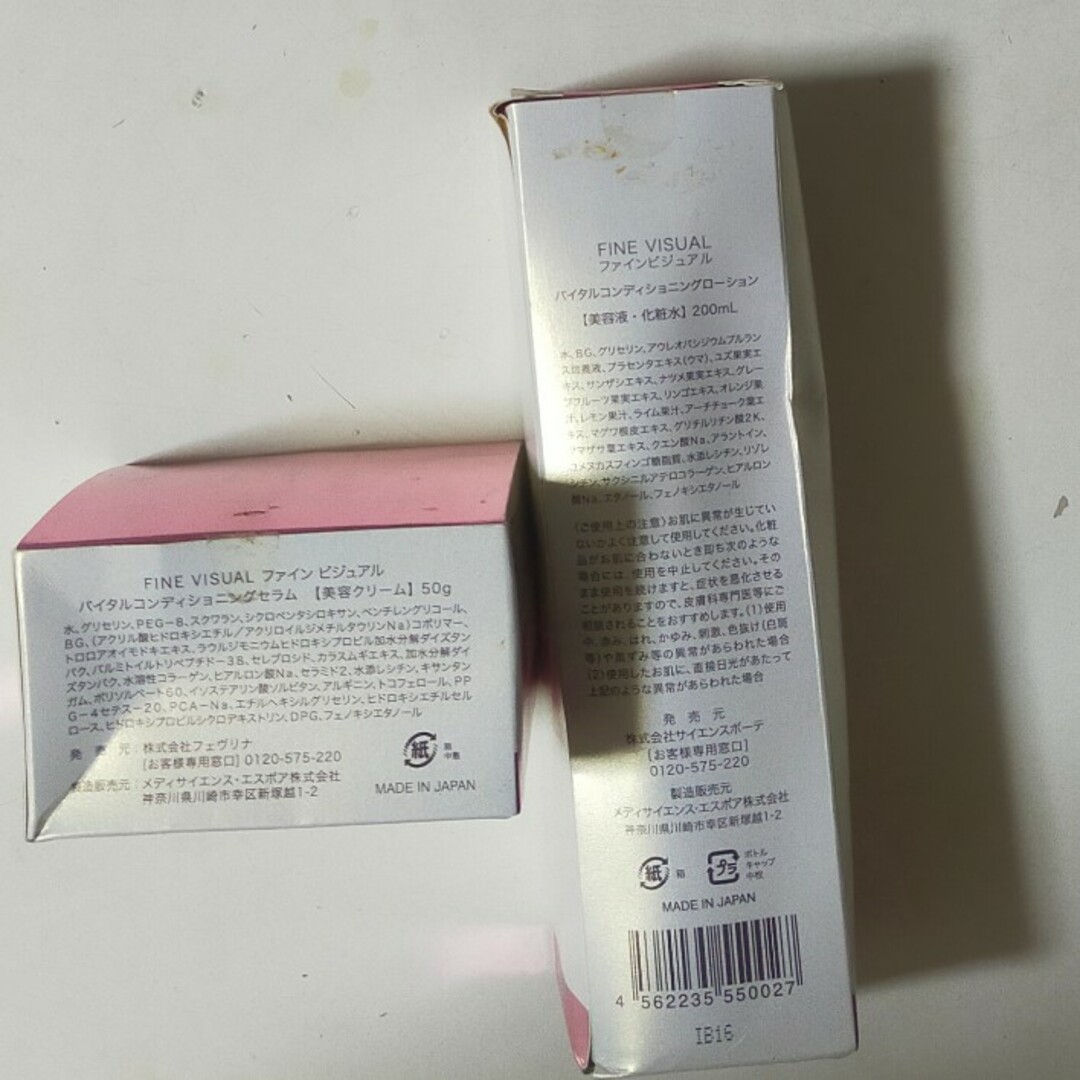 FINE VISUAL ファイン ビジュアル
バイタルコンディショニングセラム 【美容クリーム】50g
水、グリセリン、PEG-8、スクワラン、シクロペンタシロキサン、ペンチレングリコール、
BG、(アクリル酸ヒドロキシエチル/アクリロイルジメチルタウリンNa)コポリマー、
トロロアオイモドキエキス、ラウルジモニウムヒドロキシプロピル加水分解ダイズタン
パク、パルミトイルトリペプチド-38、セレブロシド、カラスムギエキス、加水分解ダイ
ズタンパク、水溶性コラーゲン、ヒアルロン酸Na、セラミド2、水添レシチン、キサンタン
ガム、ポリソルベート60、イソステアリン酸ソルビタン、アルギニン、トコフェロール、PP
G-4セテス-20、PCA-Na、エチルヘキシルグリセリン、ヒドロキシエチルセル
ロース、ヒドロキシプロピルシクロデキストリン、DPG、フェノキシエタノール
発 売 元:株式会社フェヴリナ
[お客様専用窓口] 0120-575-220
製造販売元:メディサイエンス・エスポア株式会社
神奈川県川崎市幸区新塚越1-2
紙
箱
中敷
MADE IN JAPAN
FINE VISUAL
ファインビジュアル
バイタルコンディショニングローション
【美容液・化粧水】200mL
水、BG、グリセリン、アウレオバシジウムプルラン
ス培養液、プラセンタエキス(ウマ)、ユズ果実エ
キス、サンザシエキス、ナツメ果実エキス、グレー
プフルーツ果実エキス、リンゴエキス、オレンジ果
汁、レモン果汁、ライム果汁、アーチチョーク葉エ
キス、マグワ根皮エキス、グリチルリチン酸2K、
クマザサ葉エキス、クエン酸Na、アラントイン、
コメヌカスフィンゴ糖脂質、水添レシチン、リゾレ
シチン、サクシニルアテロコラーゲン、ヒアルロン
酸Na、エタノール、フェノキシエタノール
〈ご使用上の注意〉お肌に異常が生じてい
ないかよく注意して使用してください。化粧
品がお肌に合わないとき即ち次のような
場合には、使用を中止してください。その
まま使用を続けますと、症状を悪化させる
ことがありますので、皮膚科専門医等にご
相談されることをおすすめします。(1)使用
中、赤み、はれ、かゆみ、刺激、色抜け(白斑
等)や黒ずみ等の異常があらわれた場合
(2)使用したお肌に、直接日光があたって
上記のような異常があらわれた場合
発 売 元
株式会社サイエンスポーテ
[お客様専用窓口]
0120-575-220
製造販売元
メディサイエンス・エスポア株式会社
神奈川県川崎市幸区新塚越1-2
紙 箱 プラ ボトル
キャップ
中栓
MADE IN JAPAN
4 562235 550027
IB16